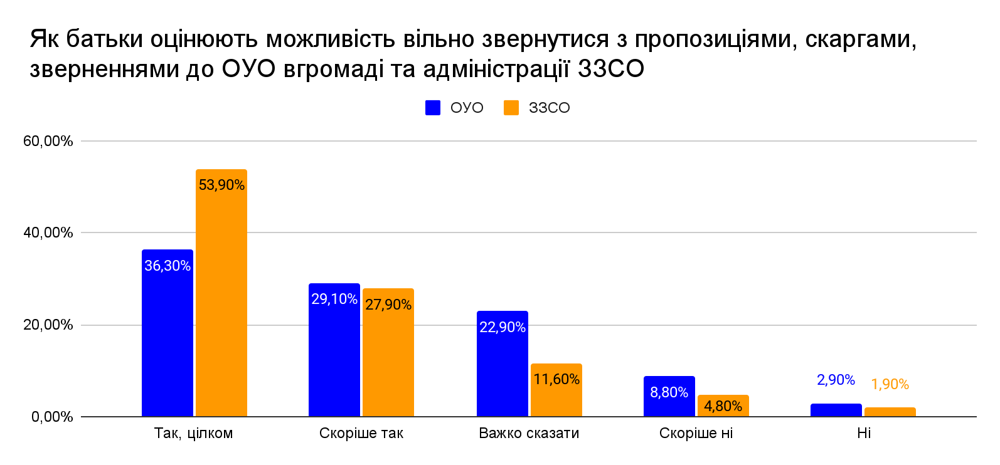 Як батьки оцінюють можливість вільно звернутися з пропозиціями, скаргами,
зверненнями до ОУО вгромаді та адміністрації ЗЗСО
ОУО ЗЗСО
60,00%
40,00%
20,00%
0,00%
36,30%
53,90%
29,10%
27,90%
22,90%
11,60%
8,80%
4,80%
2,90%
1,90%
Так, цілком
Скоріше так
Важко сказати
Скоріше ні
Ні